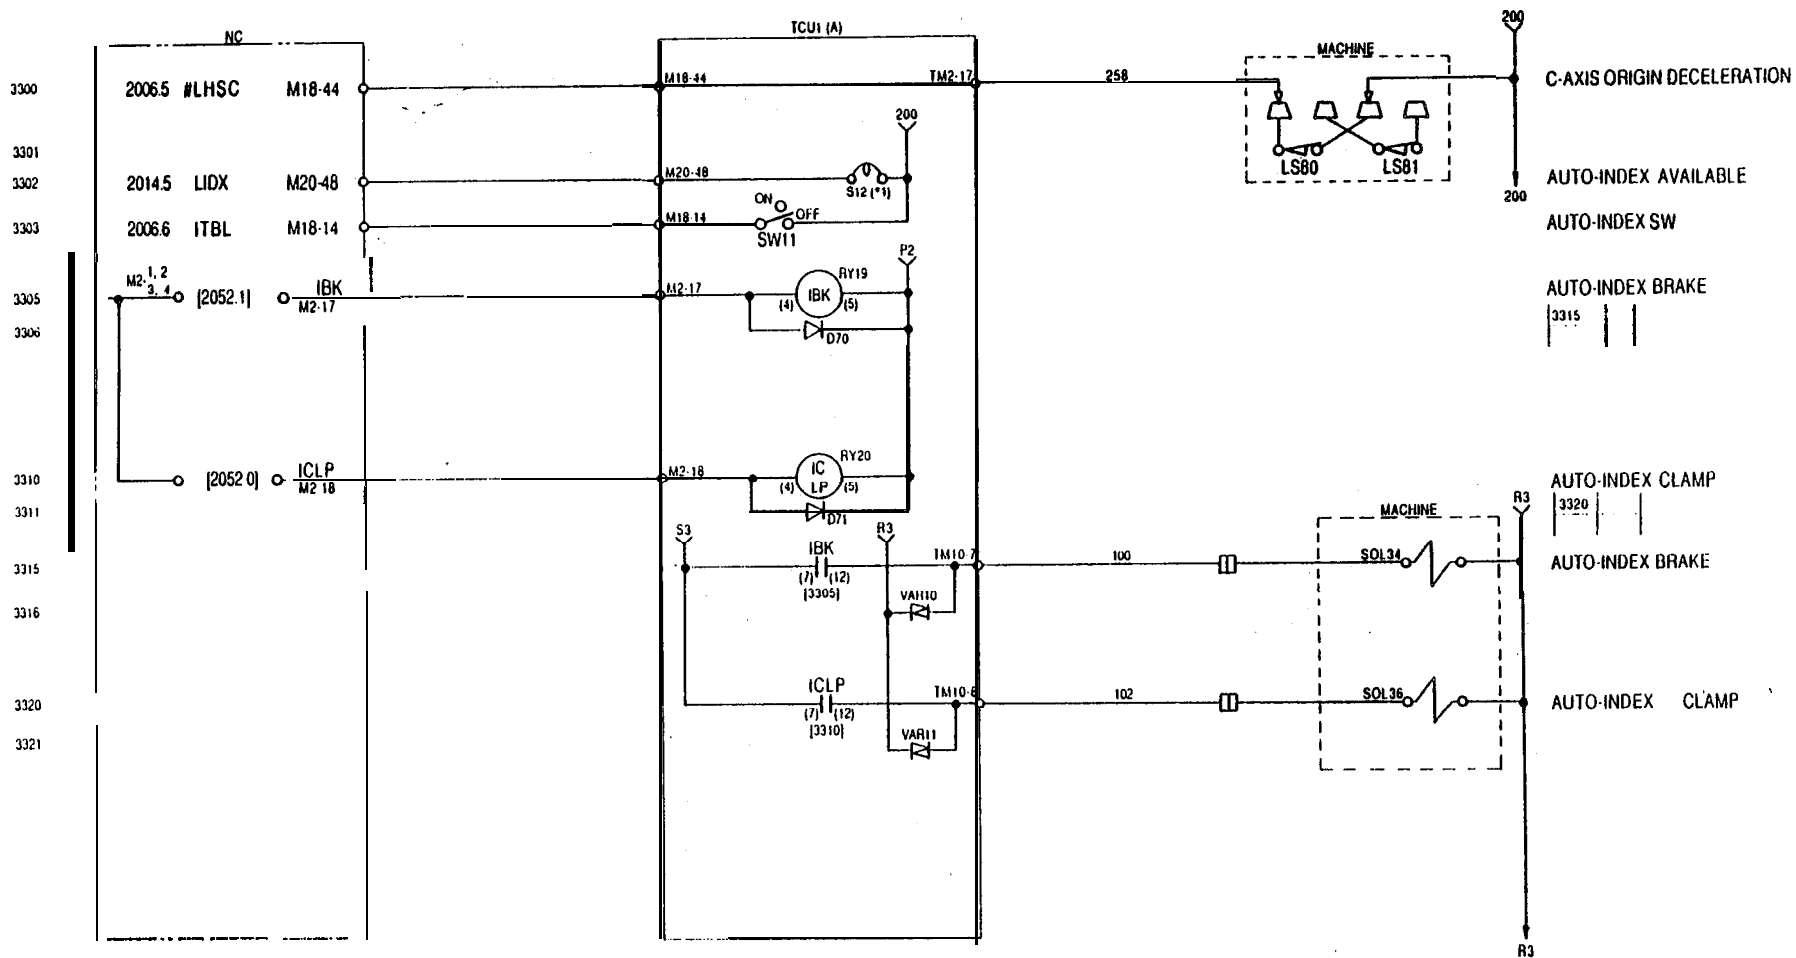 NC
TCU1 (A)
200
MACHINE
3300
2006.5 #LHSC M18-44
M18-44
TM2-17
258
C-AXIS ORIGIN DECELERATION
200
3301
LS80
LS81
3302
2014.5 LIDX M20-48
M20-48
S12 (*1)
200
AUTO-INDEX AVAILABLE
ON
OFF
3303
2006.6 ITBL M18-14
M18-14
SW11
AUTO-INDEX SW
P2
M2- 1, 2
3, 4
RY19
3305
[2052.1]
IBK
M2-17
M2-17
(4)
IBK
(5)
AUTO-INDEX BRAKE
3315
3306
D70
RY20
3310
[2052 0]
ICLP
M2 18
M2-18
(4)
IC
LP
(5)
AUTO-INDEX CLAMP
3320
3311
D71
MACHINE
R3
S3
R3
IBK
TM10-7
100
SOL34
3315
(7)
(12)
[3305]
AUTO-INDEX BRAKE
3316
VAR10
ICLP
TM10-8
102
SOL36
3320
(7)
(12)
[3310]
AUTO-INDEX CLAMP
3321
VAR11
R3